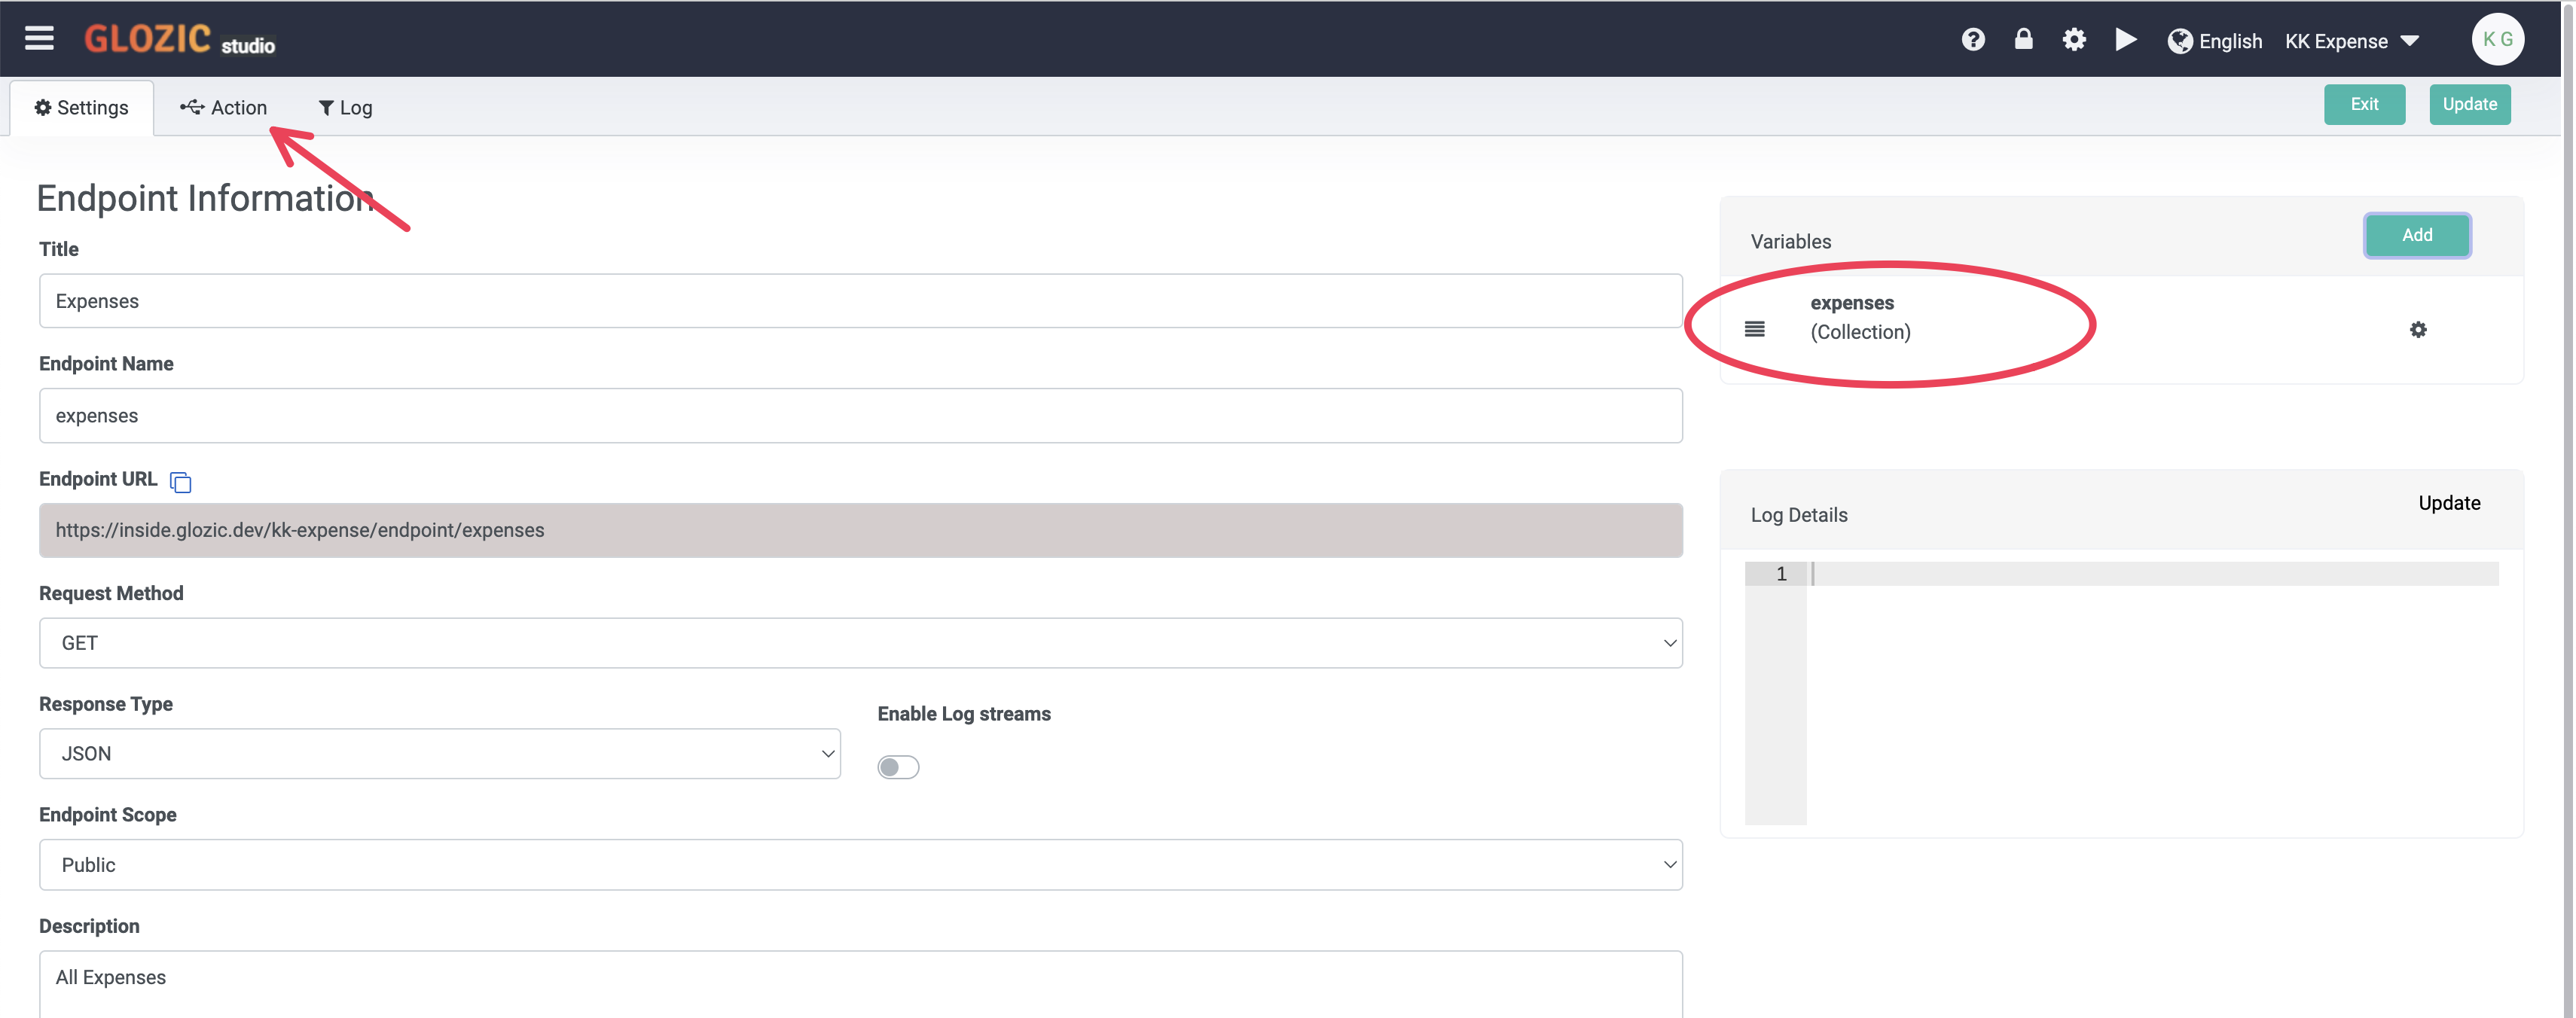 GLOZIC studio
English
KK Expense
K G
Settings
Action
Log
Exit
Update
Endpoint Information
Title
Expenses
Endpoint Name
expenses
Endpoint URL
https://inside.glozic.dev/kk-expense/endpoint/expenses
Request Method
GET
Response Type
JSON
Enable Log streams
Endpoint Scope
Public
Description
All Expenses
Variables
Add
expenses
(Collection)
Log Details
Update
1